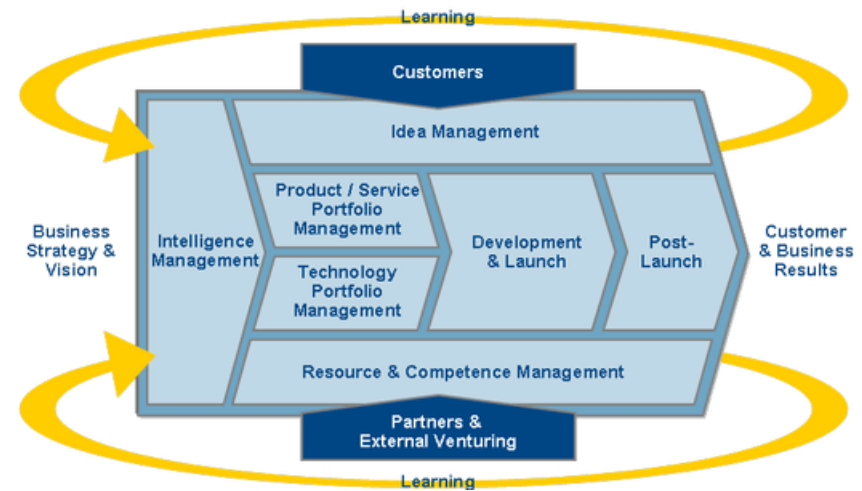 Learning
Customers
Idea Management
Business
Strategy &
Vision
Intelligence
Management
Product / Service
Portfolio
Management
Technology
Portfolio
Management
Development
& Launch
Post-
Launch
Customer
& Business
Results
Resource & Competence Management
Partners &
External Venturing
Learning